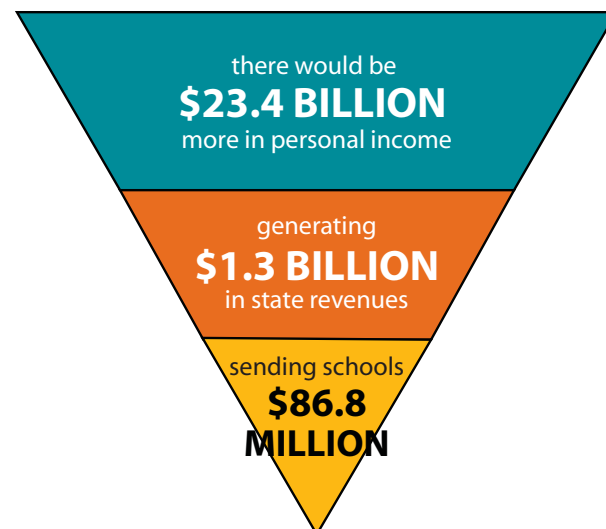 there would be
$23.4 BILLION
more in personal income
generating
$1.3 BILLION
in state revenues
sending schools
$86.8
MILLION